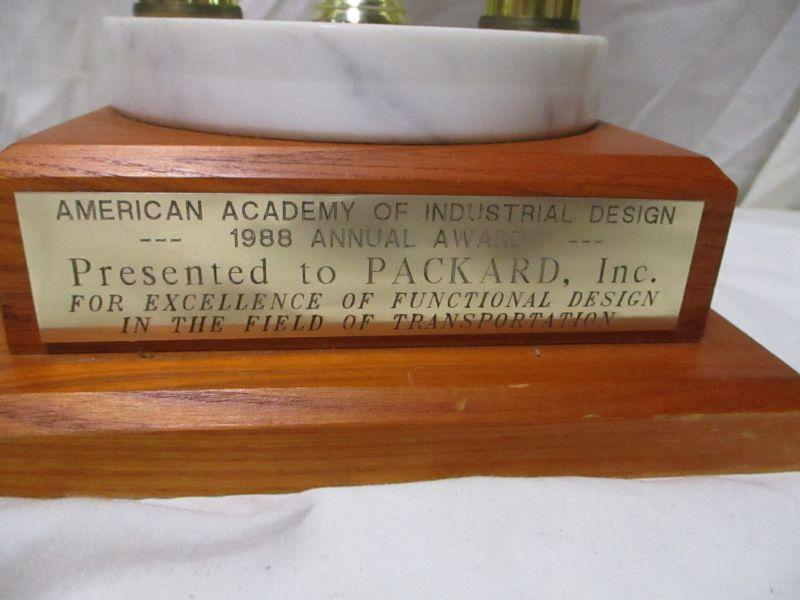 AMERICAN ACADEMY OF INDUSTRIAL DESIGN
--- 1988 ANNUAL AWARDS ---
Presented to PACKARD, Inc.
FOR EXCELLENCE OF FUNCTIONAL DESIGN
IN THE FIELD OF TRANSPORTATION